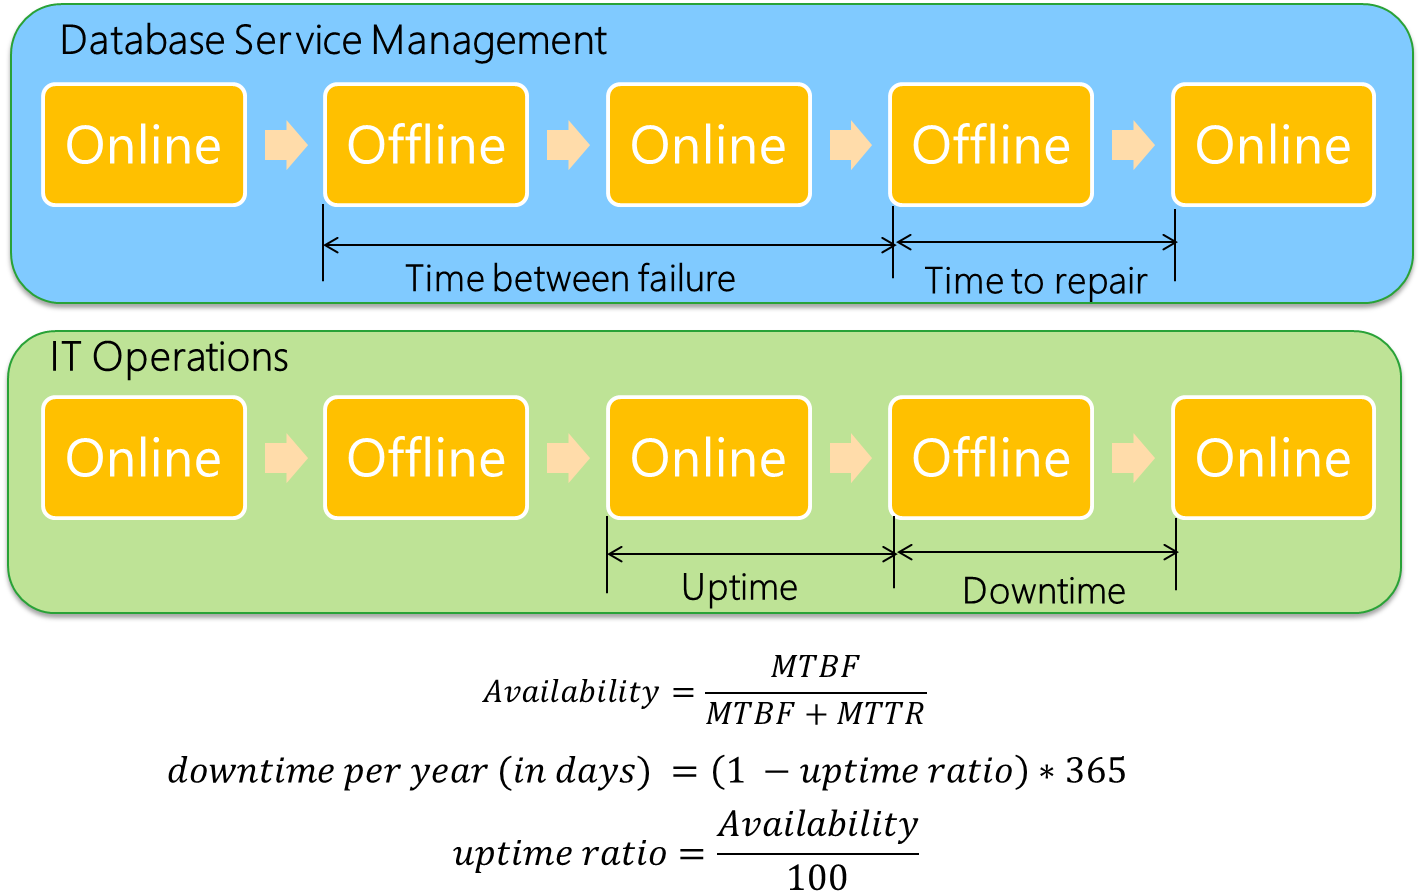 Database Service Management
Online Offline Online Offline Online
Time between failure Time to repair
IT Operations
Online Offline Online Offline Online
Uptime Downtime
Availability = MTBF / MTBF + MTTR
downtime per year (in days) = (1 − uptime ratio) * 365
uptime ratio = Availability / 100